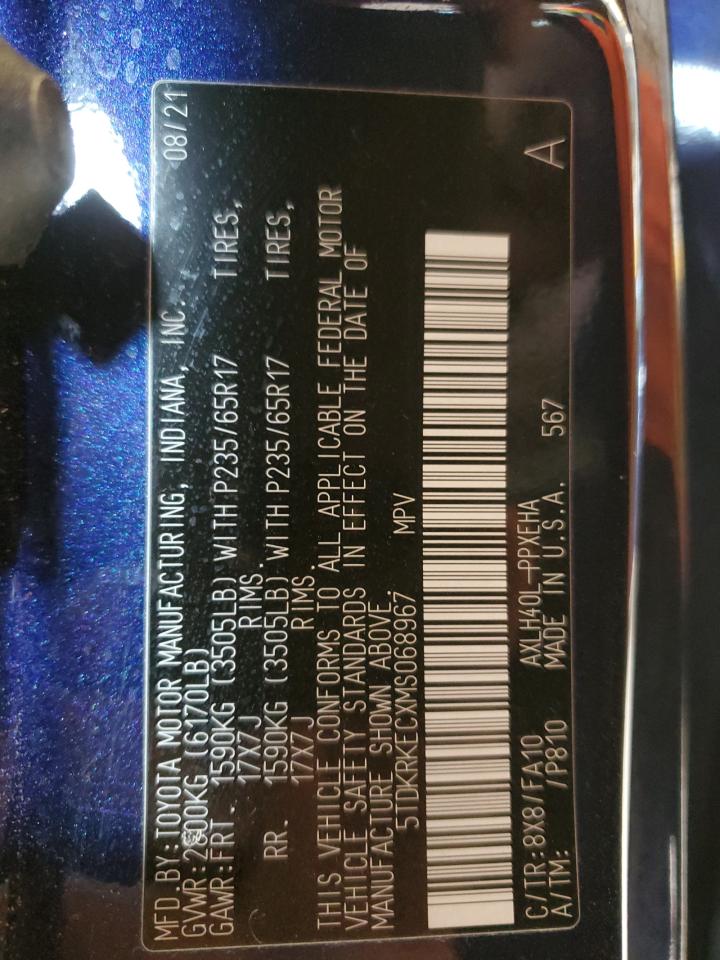 MFD.BY:TOYOTA MOTOR MANUFACTURING, INDIANA, INC. 08/21
GVWR:2800KG (6170LB)
GAWR:FRT. 1590KG (3505LB) WITH P235/65R17 TIRES,
17X7J RIMS.
RR. 1590KG (3505LB) WITH P235/65R17 TIRES,
17X7J RIMS
THIS VEHICLE CONFORMS TO ALL APPLICABLE FEDERAL MOTOR
VEHICLE SAFETY STANDARDS IN EFFECT ON THE DATE OF
MANUFACTURE SHOWN ABOVE.
5TDKRKECXMS068967 MPV
C/TR:8X8/FA10 AXLH40L-PPXEHA A
A/TM: /P810 MADE IN U.S.A. 567